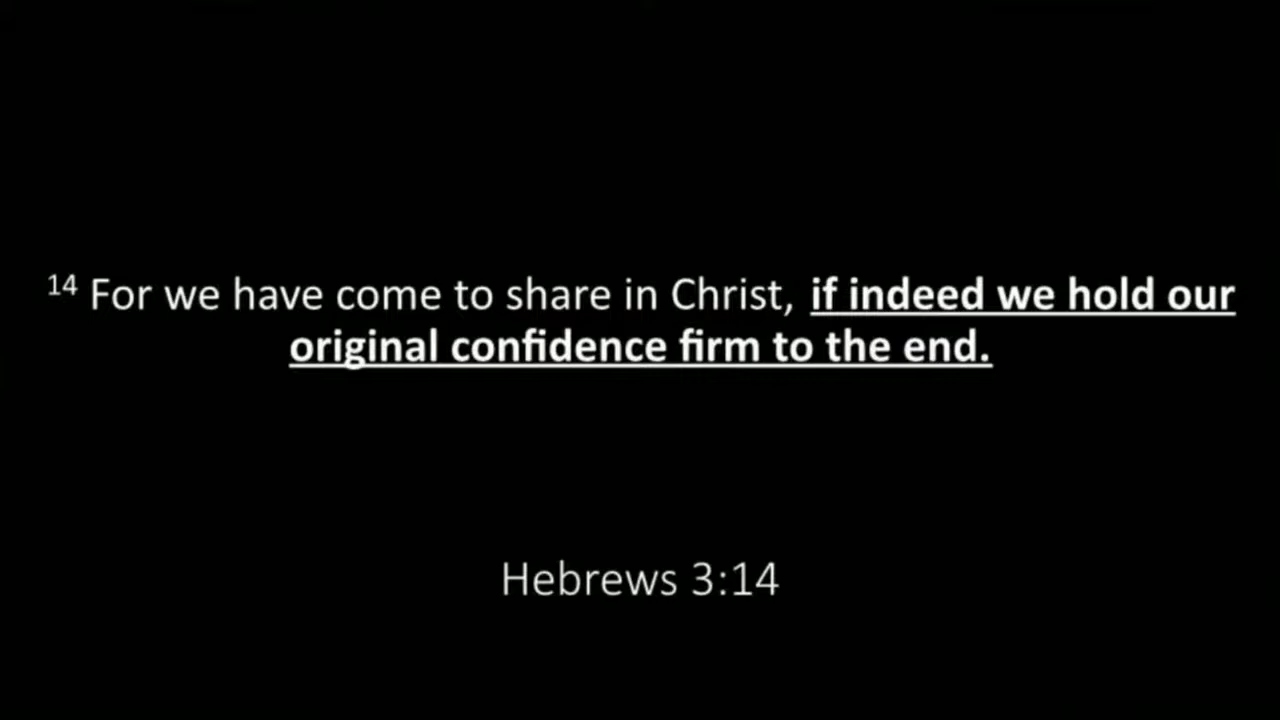 14 For we have come to share in Christ, if indeed we hold our
original confidence firm to the end.
Hebrews 3:14